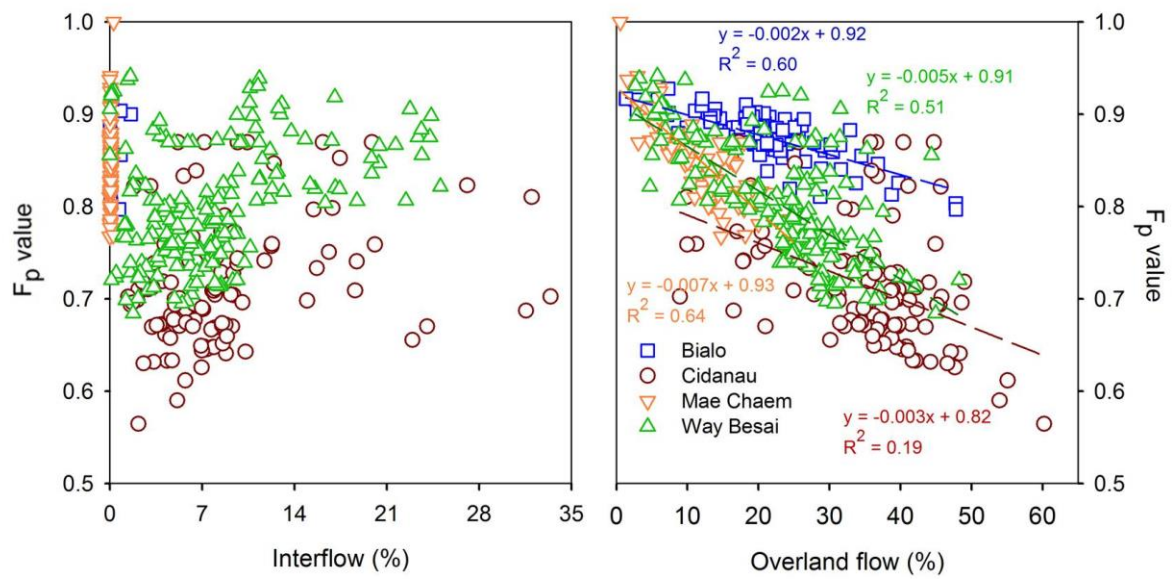 1.0
0.9
0.8
0.7
0.6
0.5
Fp value
0 7 14 21 28 35
Interflow (%)
y = -0.002x + 0.92
R2 = 0.60
y = -0.005x + 0.91
R2 = 0.51
y = -0.007x + 0.93
R2 = 0.64
Bialo
Cidanau
Mae Chaem
Way Besai
y = -0.003x + 0.82
R2 = 0.19
0 10 20 30 40 50 60
Overland flow (%)
1.0
0.9
0.8
0.7
0.6
0.5
Fp value